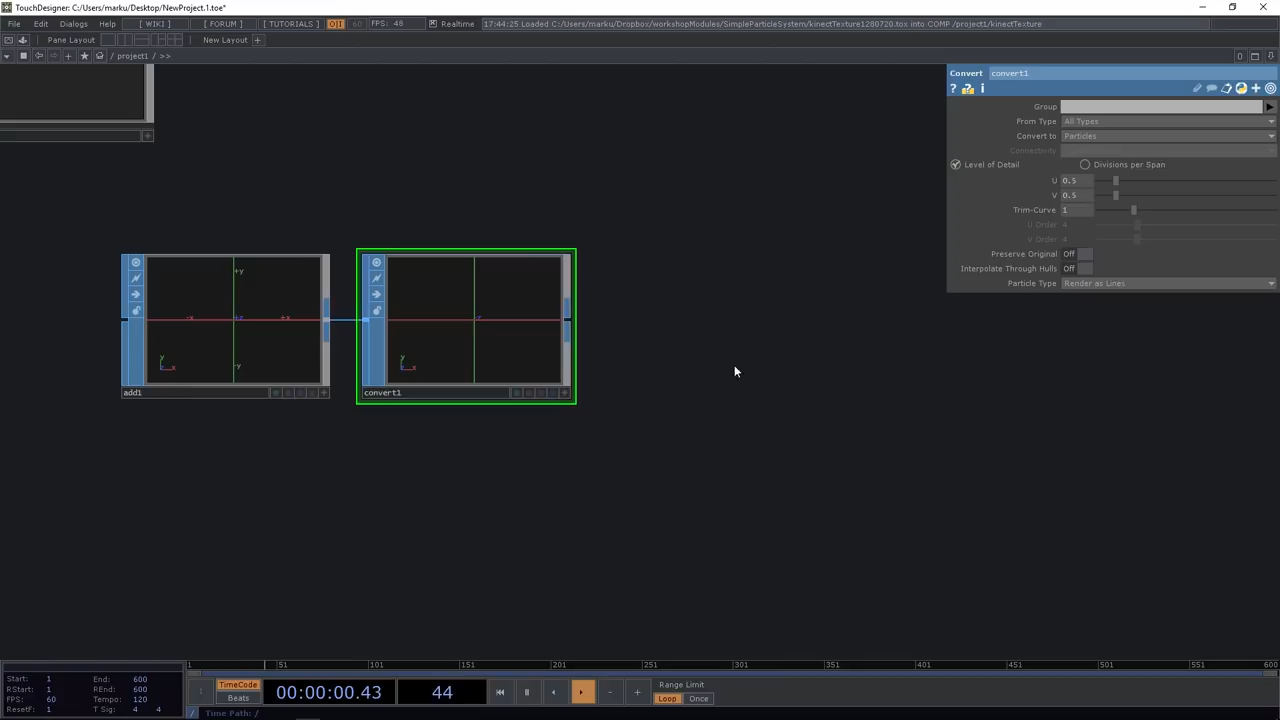 TouchDesigner: C:/Users/marku/Desktop/NewProject.1.toe*
File Edit Dialogs Help [ WIKI ] [ FORUM ] [ TUTORIALS ] O|I 60 FPS: 48 Realtime 17:44:25 Loaded C:/Users/marku/Dropbox/workshopModules/SimpleParticleSystem/kinectTexture1280720.tox into COMP /project1/kinectTexture
Pane Layout New Layout +
/ project1 / >>
Convert convert1
Group
From Type All Types
Convert to Particles
Connectivity
Level of Detail Divisions per Span
U 0.5
V 0.5
Trim-Curve 1
U Order 4
V Order 4
Preserve Original Off
Interpolate Through Hulls Off
Particle Type Render as Lines
+y
-x +z +x
-y
y
z x
add1
y
z x
convert1
1 51 101 151 201 251 301 351 401 451 501 551 600
Start: 1 End: 600
RStart: 1 REnd: 600
FPS: 60 Tempo: 120
ResetF: 1 T Sig: 4 4
TimeCode
Beats
00:00:00.43 44
Range Limit
Loop Once
Time Path: /